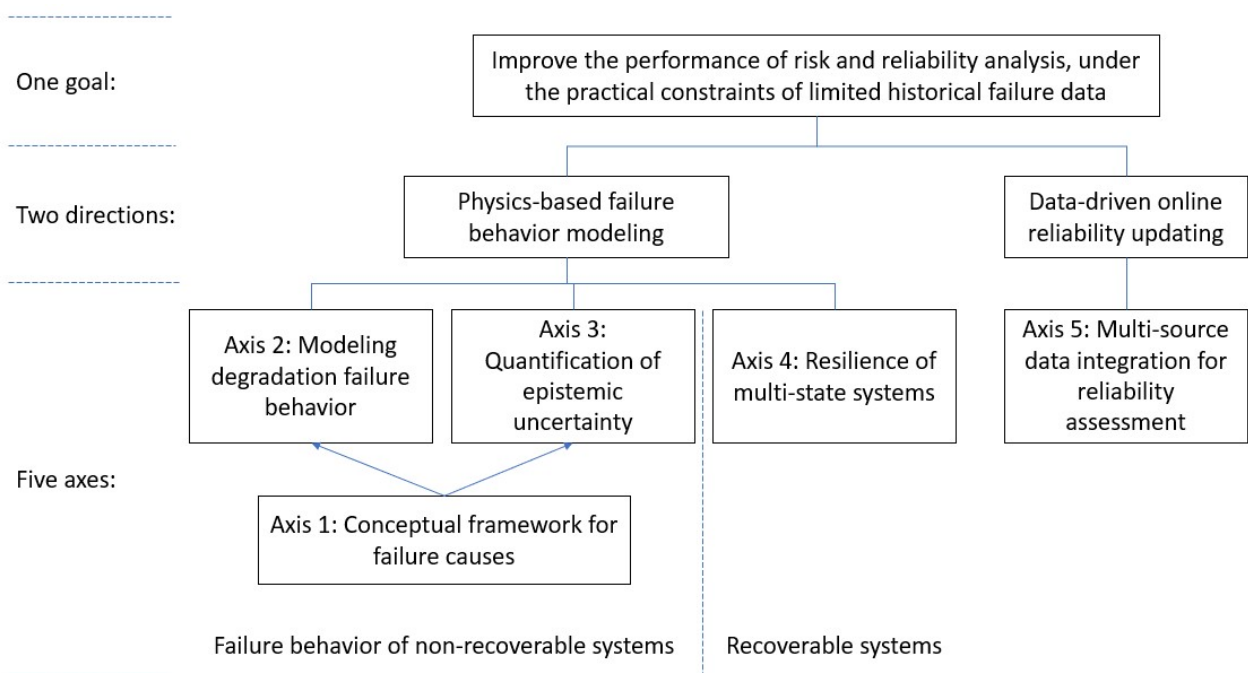 One goal:
Improve the performance of risk and reliability analysis, under
the practical constraints of limited historical failure data
Two directions:
Physics-based failure
behavior modeling
Data-driven online
reliability updating
Axis 2: Modeling
degradation failure
behavior
Axis 3:
Quantification of
epistemic
uncertainty
Axis 4: Resilience of
multi-state systems
Axis 5: Multi-source
data integration for
reliability
assessment
Five axes:
Axis 1: Conceptual framework for
failure causes
Failure behavior of non-recoverable systems
Recoverable systems